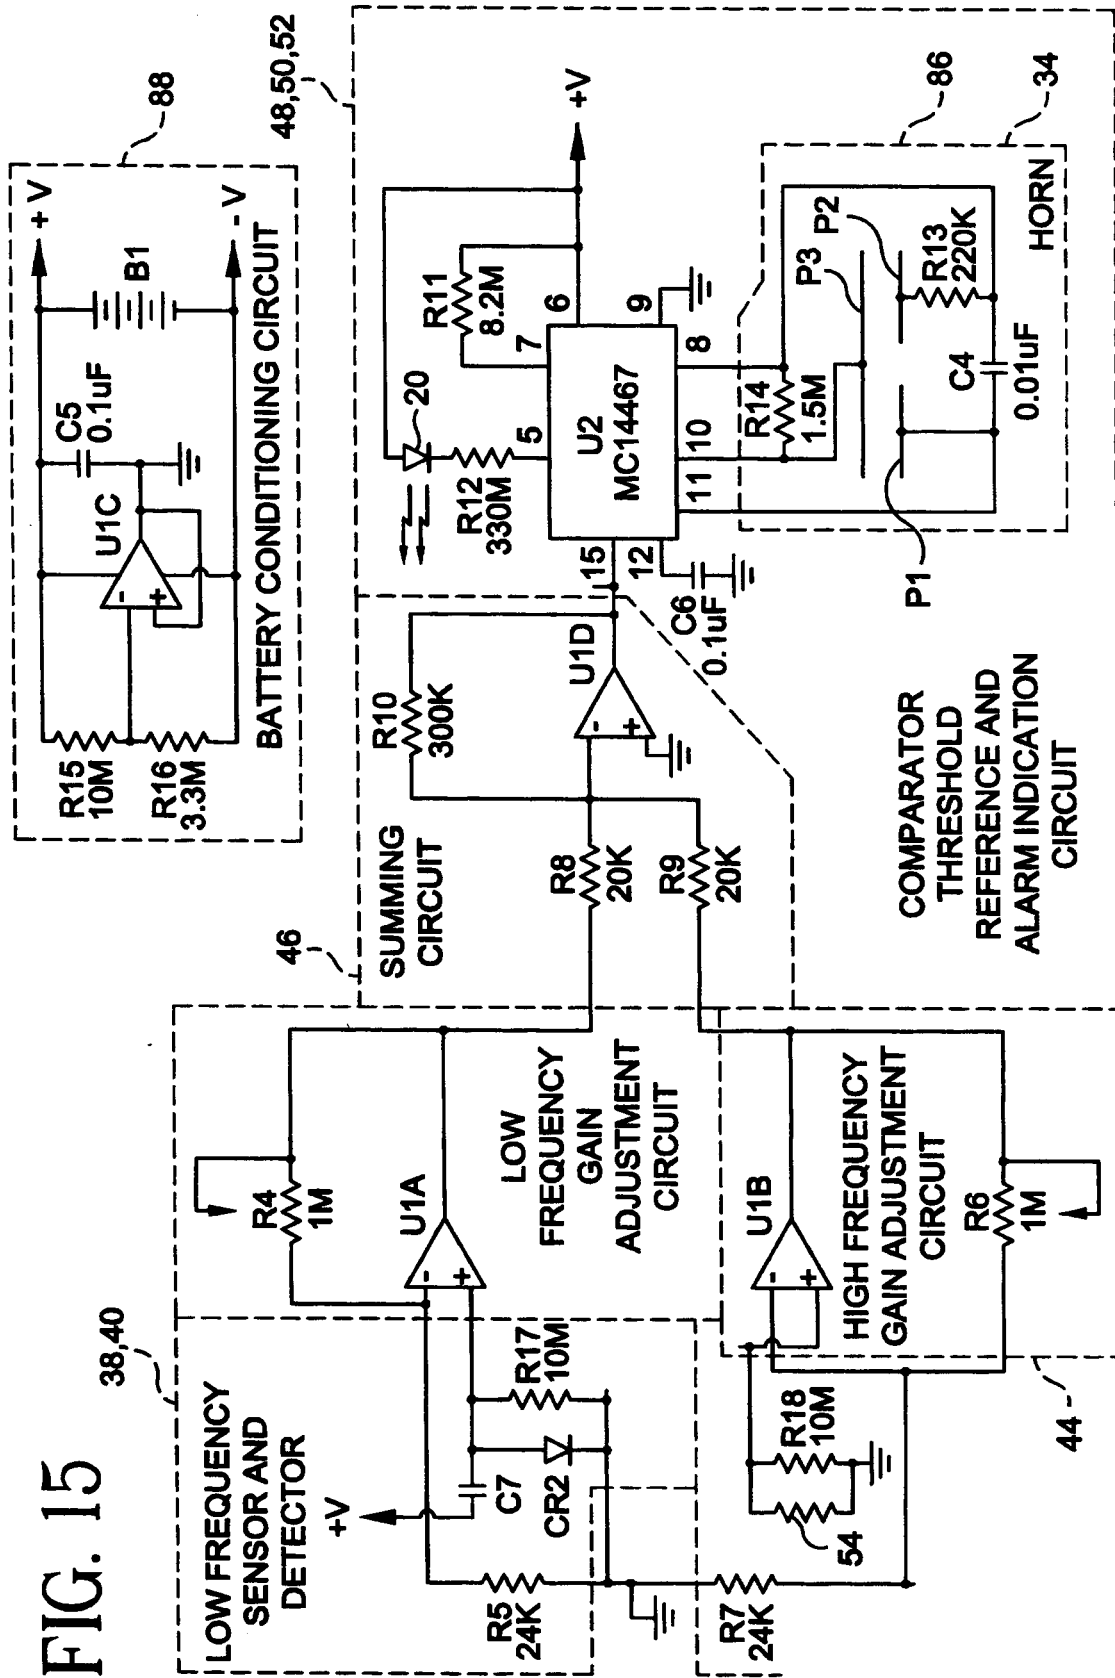 FIG. 15
38,40
LOW FREQUENCY
SENSOR AND
DETECTOR
+V
C7
CR2
R17
10M
R5
24K
R4
1M
U1A
-
+
LOW
FREQUENCY
GAIN
ADJUSTMENT
CIRCUIT
R7
24K
54
R18
10M
44
U1B
-
+
HIGH FREQUENCY
GAIN ADJUSTMENT
CIRCUIT
R6
1M
46
SUMMING
CIRCUIT
R8
20K
R9
20K
R10
300K
U1D
-
+
88
R15
10M
R16
3.3M
U1C
-
+
C5
0.1uF
B1
+V
-V
BATTERY CONDITIONING CIRCUIT
48,50,52
20
R12
330M
R11
8.2M
+V
U2
MC14467
5
7
6
15
12
9
11
10
8
C6
0.1uF
COMPARATOR
THRESHOLD
REFERENCE AND
ALARM INDICATION
CIRCUIT
R14
1.5M
P3
P2
P1
R13
220K
C4
0.01uF
HORN
86
34